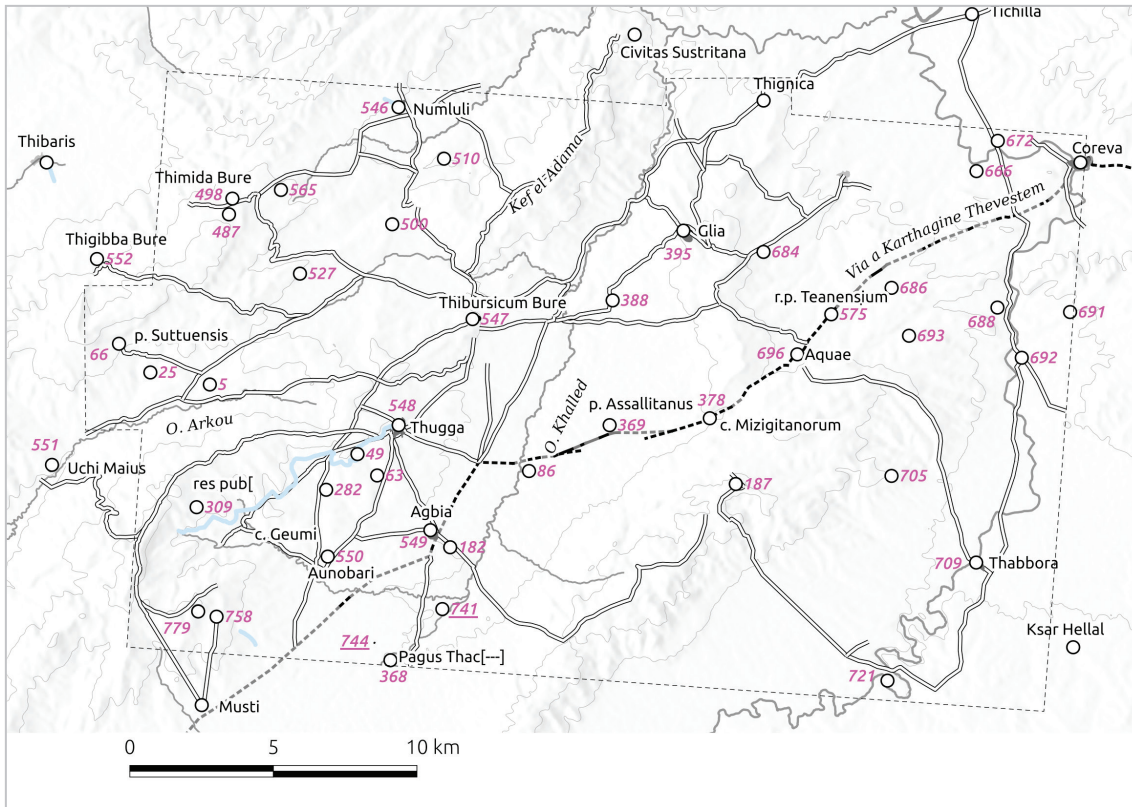 Tichilla
Civitas Sustritana
Thignica
546
Numluli
Thibaris
672
Coreva
510
666
Thimida Bure
565
498
487
Kef el-Adama
500
Glia
395
684
Via a Karthagine Thevestem
Thigibba Bure
552
527
r.p. Teanensium
686
575
Thibursicum Bure
547
388
688
691
693
p. Suttuensis
66
25
5
696
Aquae
692
548
Thugga
O. Arkou
O. Khalled
p. Assallitanus
369
378
c. Mizigitanorum
551
Uchi Maius
49
63
86
res pub[
309
282
187
705
Agbia
549
c. Geumi
182
550
Aunobari
709
Thabbora
779
758
741
744
Pagus Thac[---]
368
Ksar Hellal
721
Musti
0
5
10 km